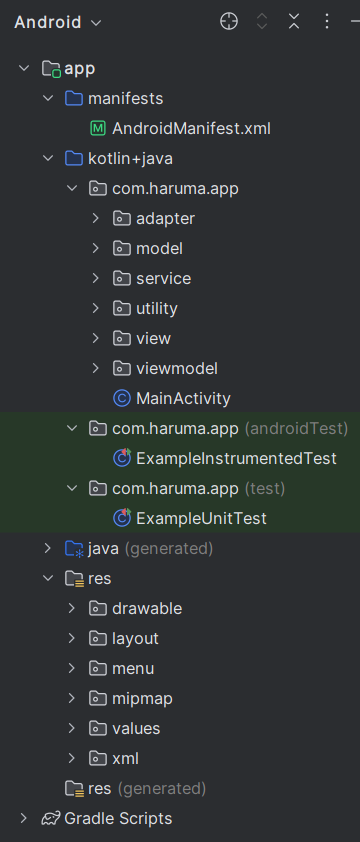 Android
app
manifests
AndroidManifest.xml
kotlin+java
com.haruma.app
adapter
model
service
utility
view
viewmodel
MainActivity
com.haruma.app (androidTest)
ExampleInstrumentedTest
com.haruma.app (test)
ExampleUnitTest
java (generated)
res
drawable
layout
menu
mipmap
values
xml
res (generated)
Gradle Scripts